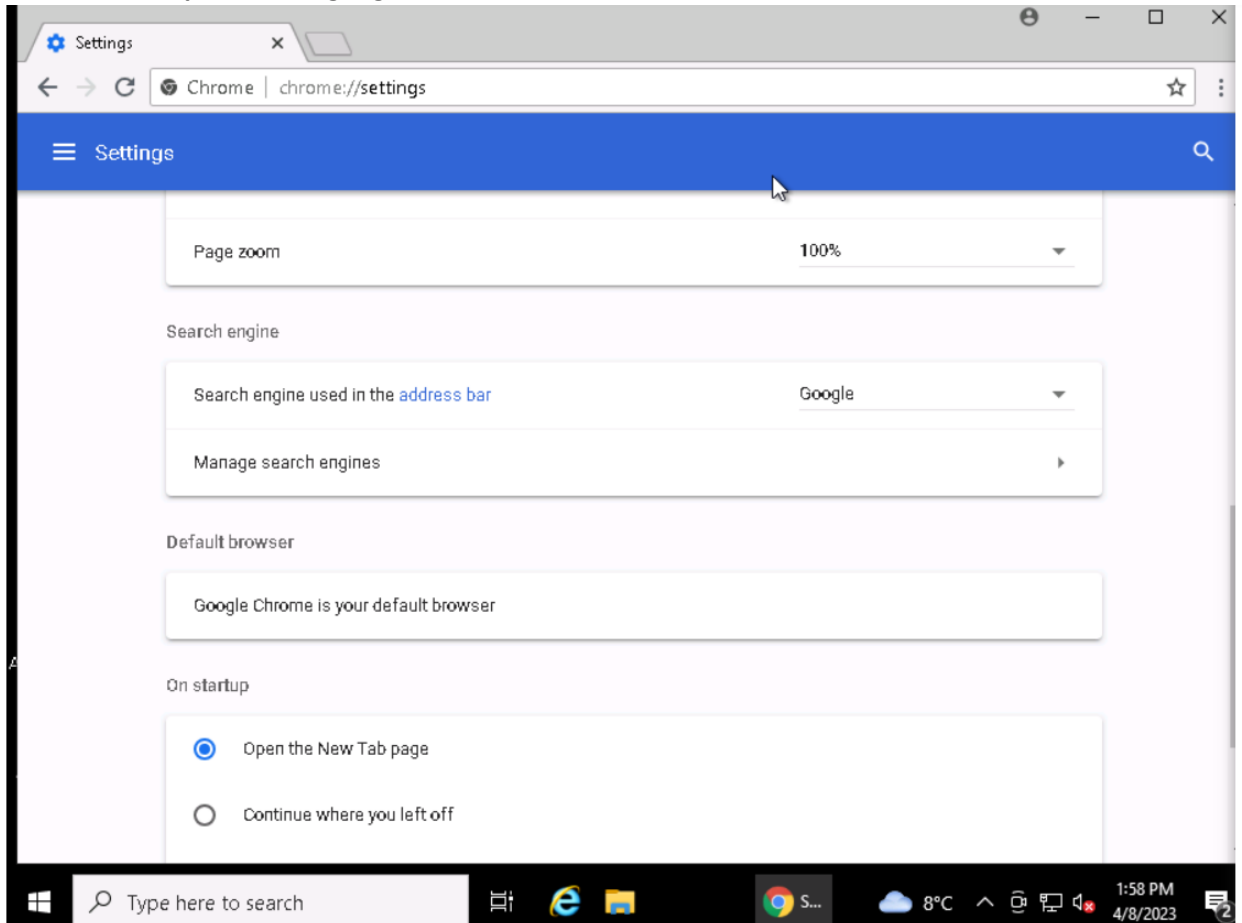 Settings
Chrome | chrome://settings
Settings
Page zoom 100%
Search engine
Search engine used in the address bar Google
Manage search engines
Default browser
Google Chrome is your default browser
On startup
Open the New Tab page
Continue where you left off
Type here to search S... 8°C 1:58 PM
4/8/2023 2